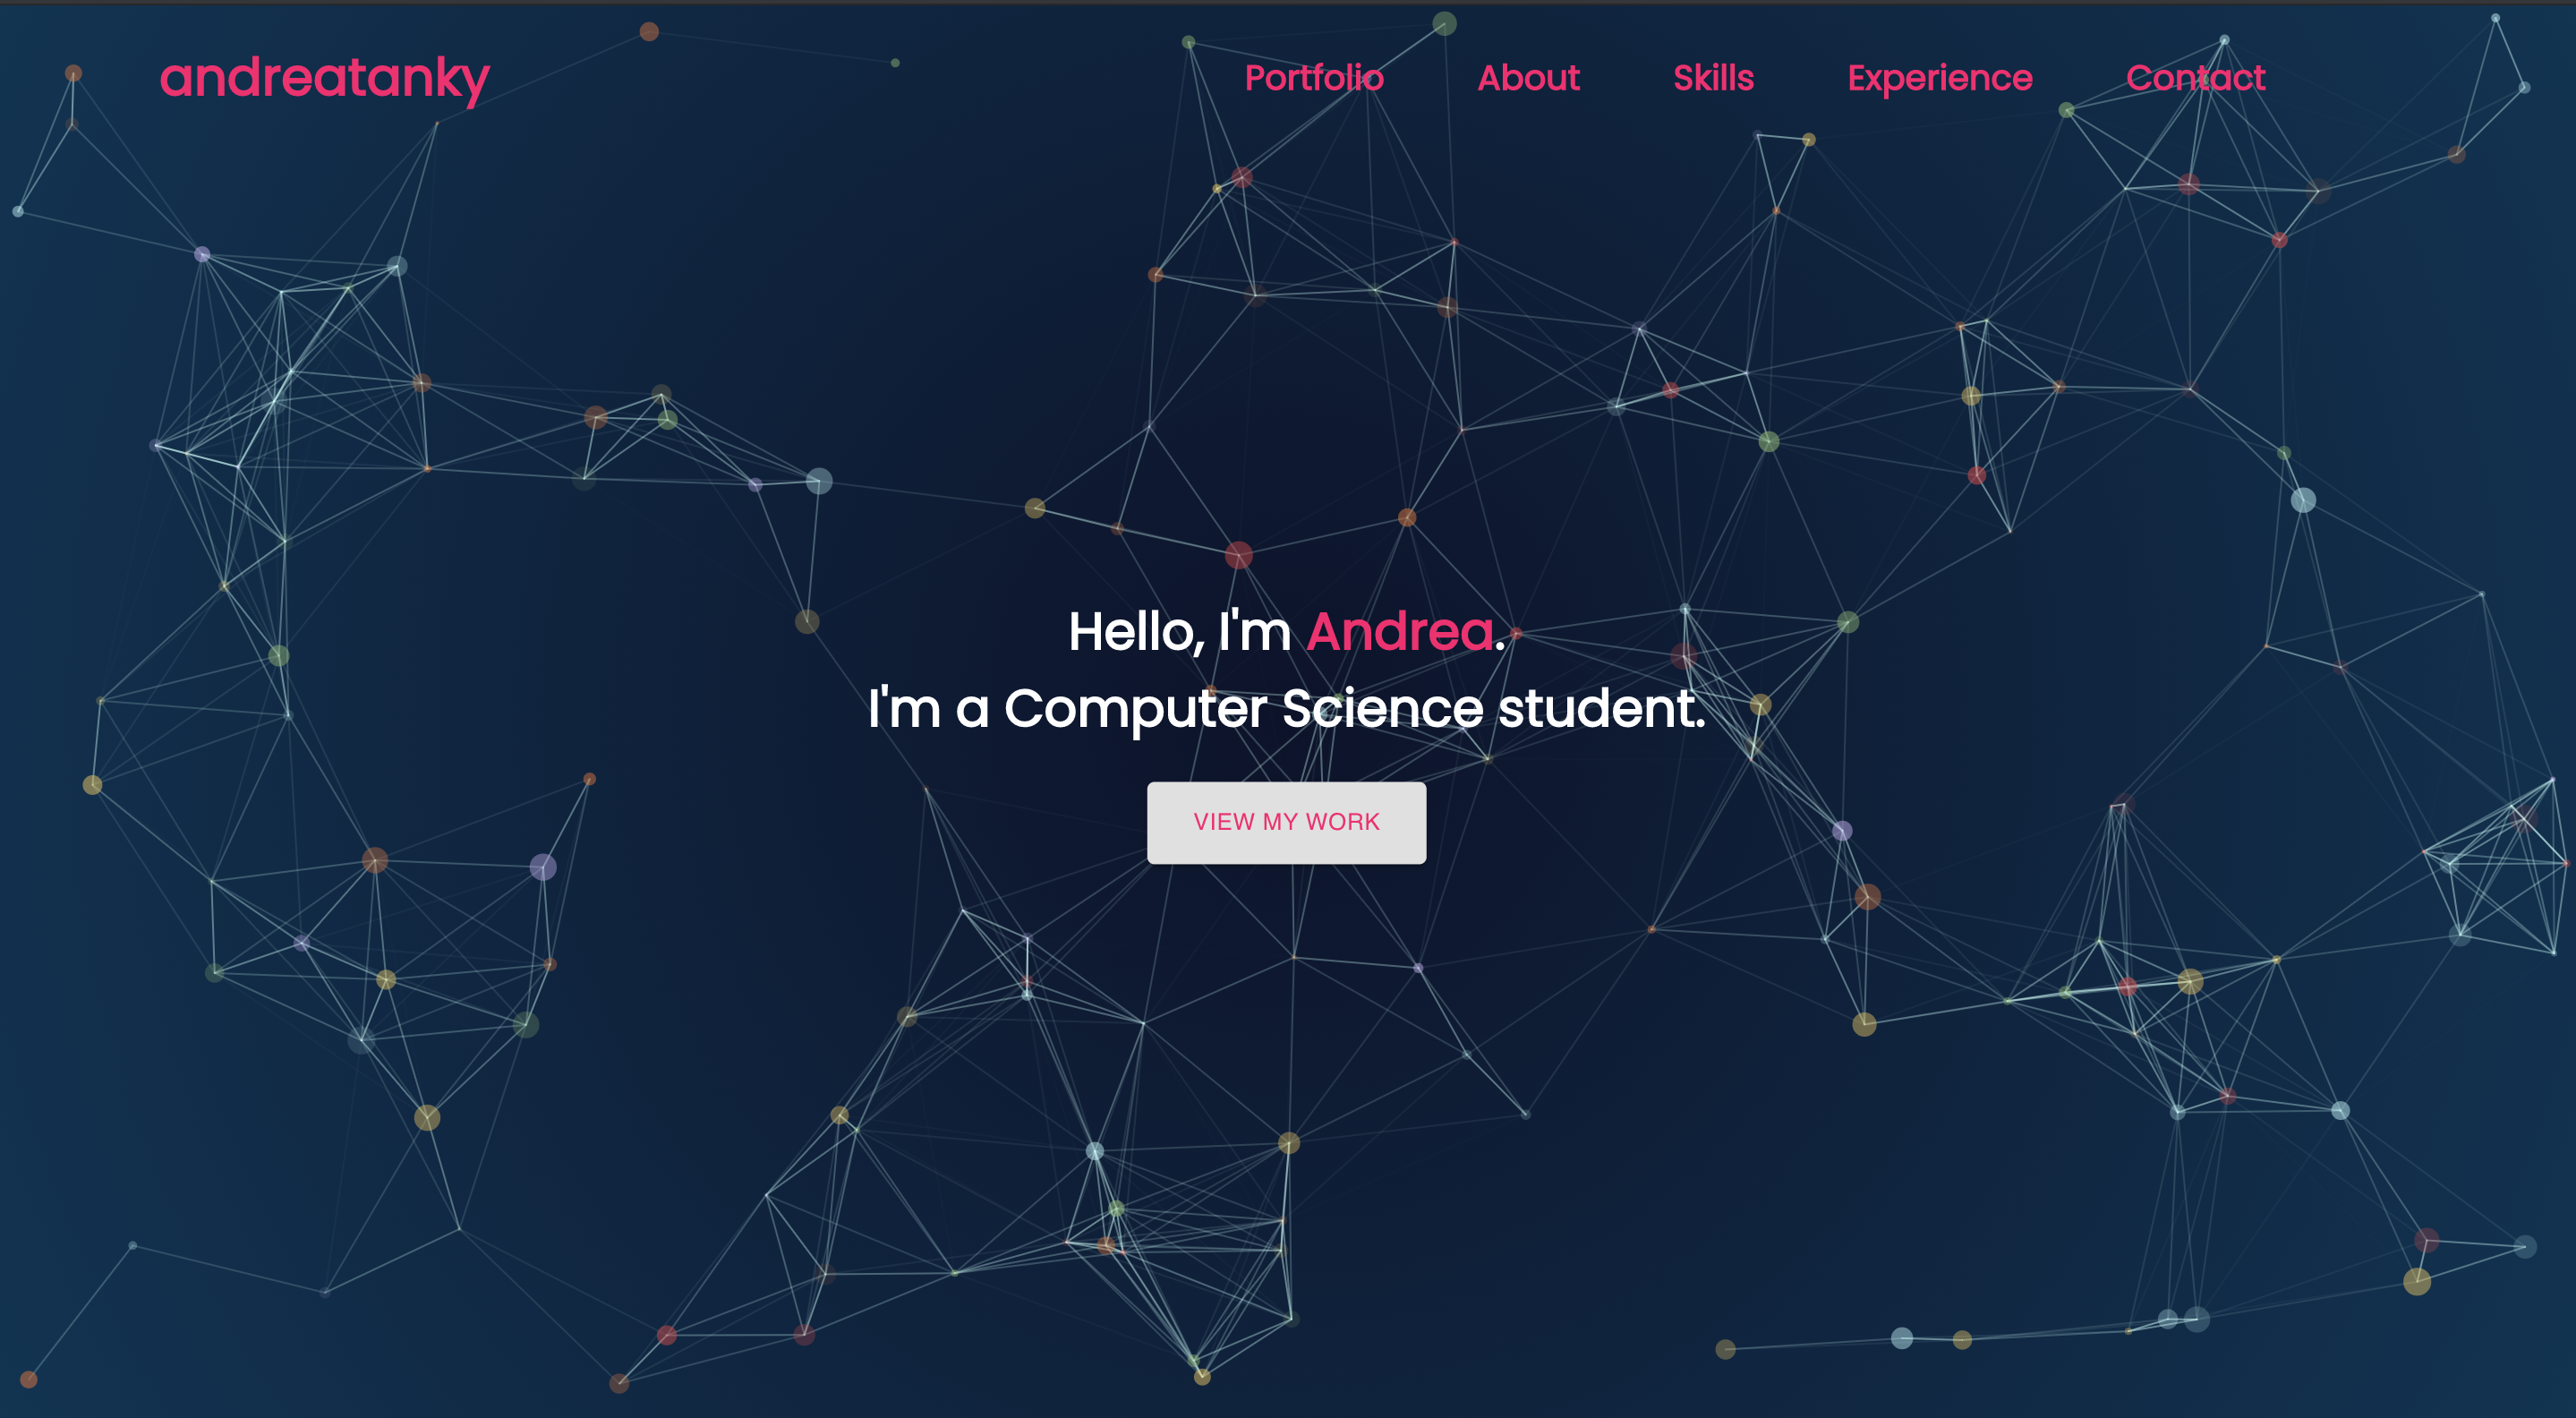 andreatanky
Portfolio About Skills Experience Contact
Hello, I'm Andrea.
I'm a Computer Science student.
VIEW MY WORK